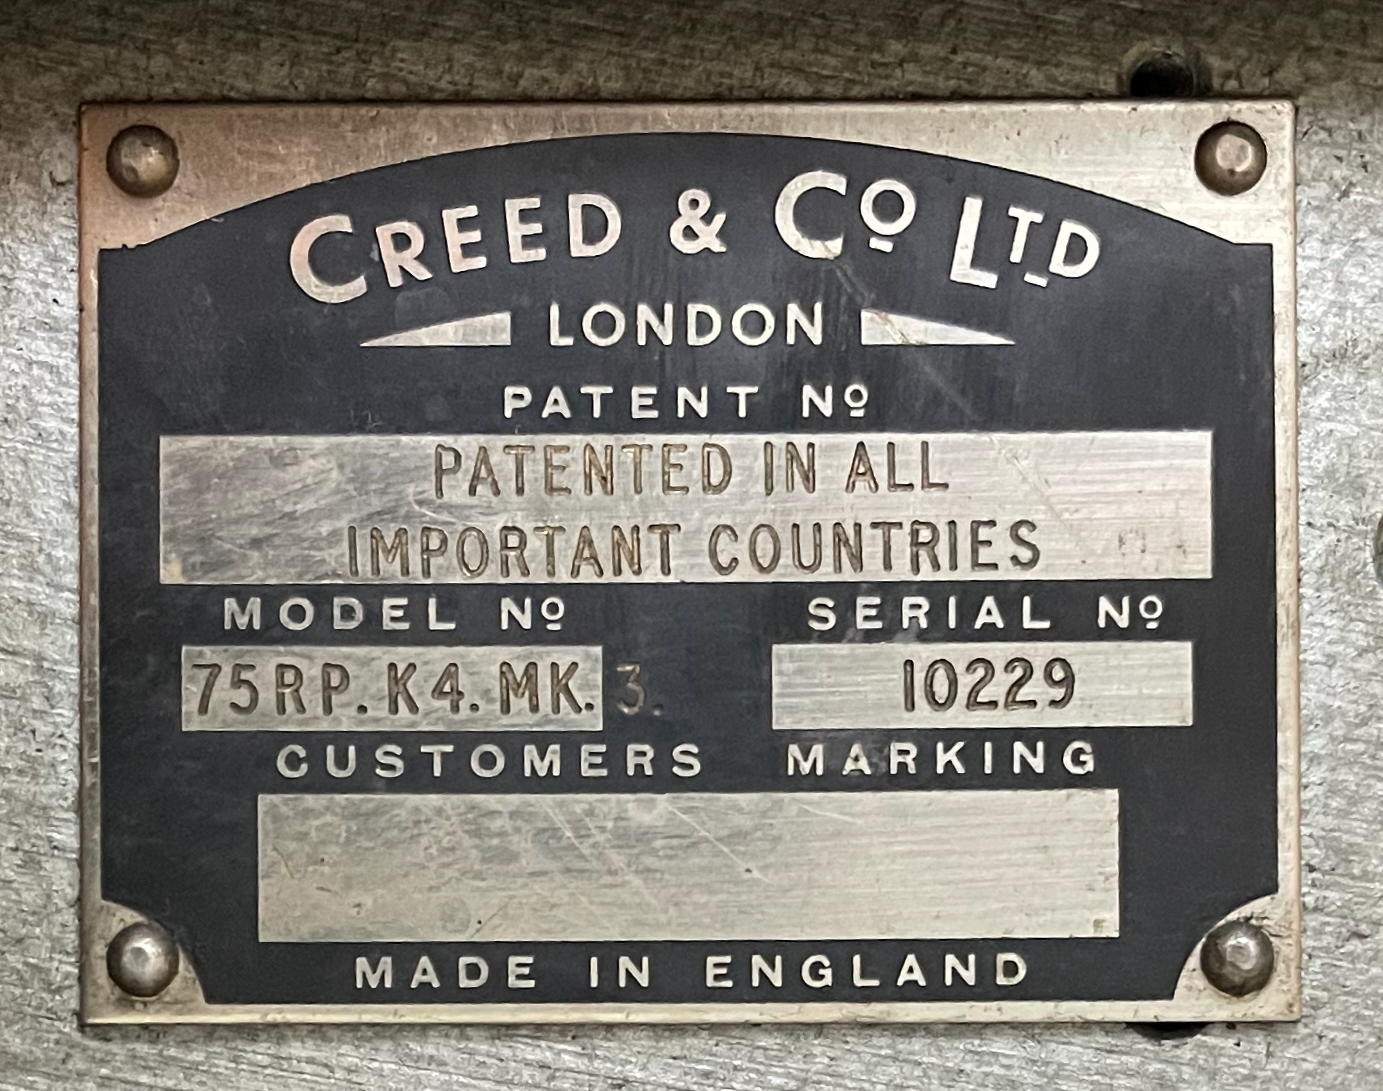 CREED & Cº LTD
LONDON
PATENT Nº
PATENTED IN ALL
IMPORTANT COUNTRIES
MODEL Nº SERIAL Nº
75RP.K4.MK.3. 10229
CUSTOMERS MARKING
MADE IN ENGLAND